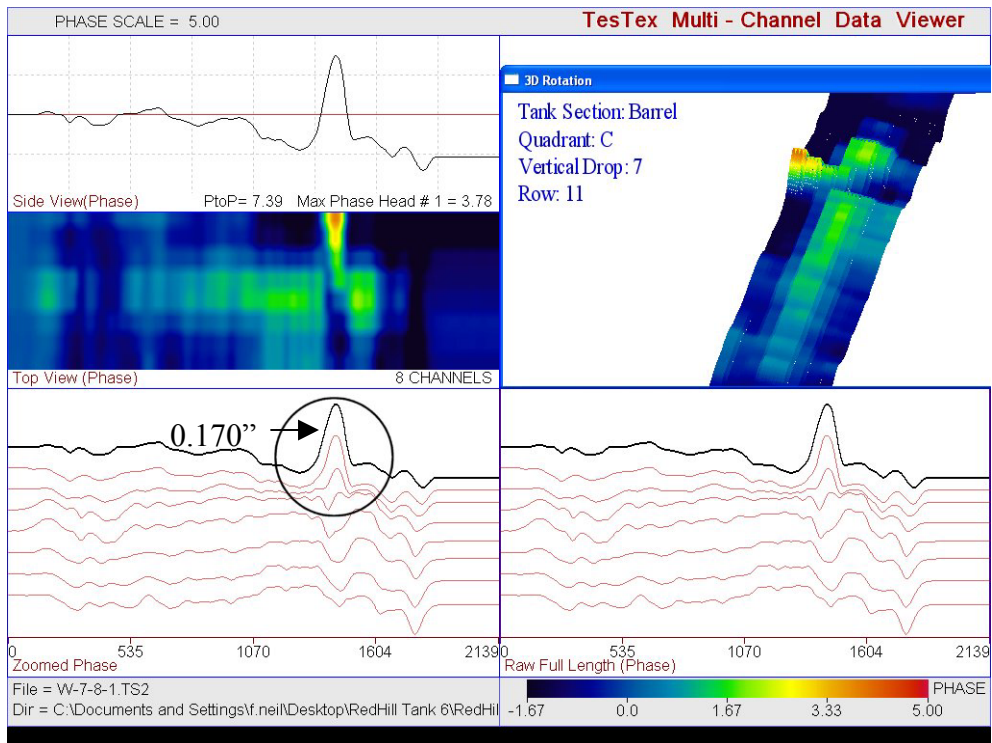 PHASE SCALE = 5.00
TesTex Multi - Channel Data Viewer
3D Rotation
Tank Section: Barrel
Quadrant: C
Vertical Drop: 7
Row: 11
Side View(Phase) PtoP= 7.39 Max Phase Head # 1 = 3.78
Top View (Phase) 8 CHANNELS
0.170”
0 535 1070 1604 2139
Zoomed Phase
0 535 1070 1604 2139
Raw Full Length (Phase)
File = W-7-8-1.TS2
Dir = C:\Documents and Settings\f.neil\Desktop\RedHill Tank 6\RedHil
PHASE
-1.67 0.0 1.67 3.33 5.00